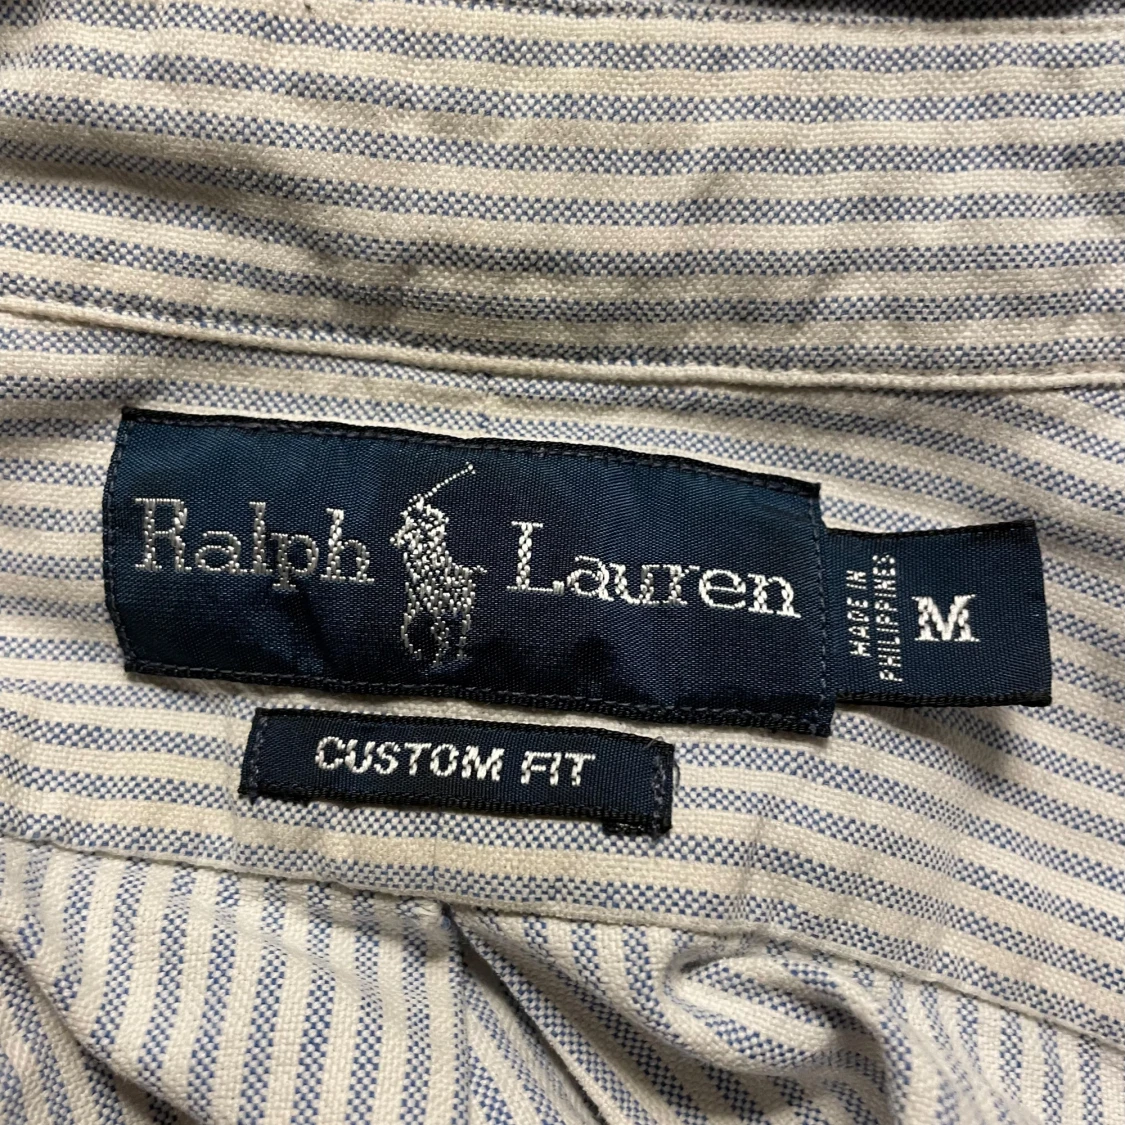 Ralph Lauren
MADE IN
PHILIPPINES
M
CUSTOM FIT